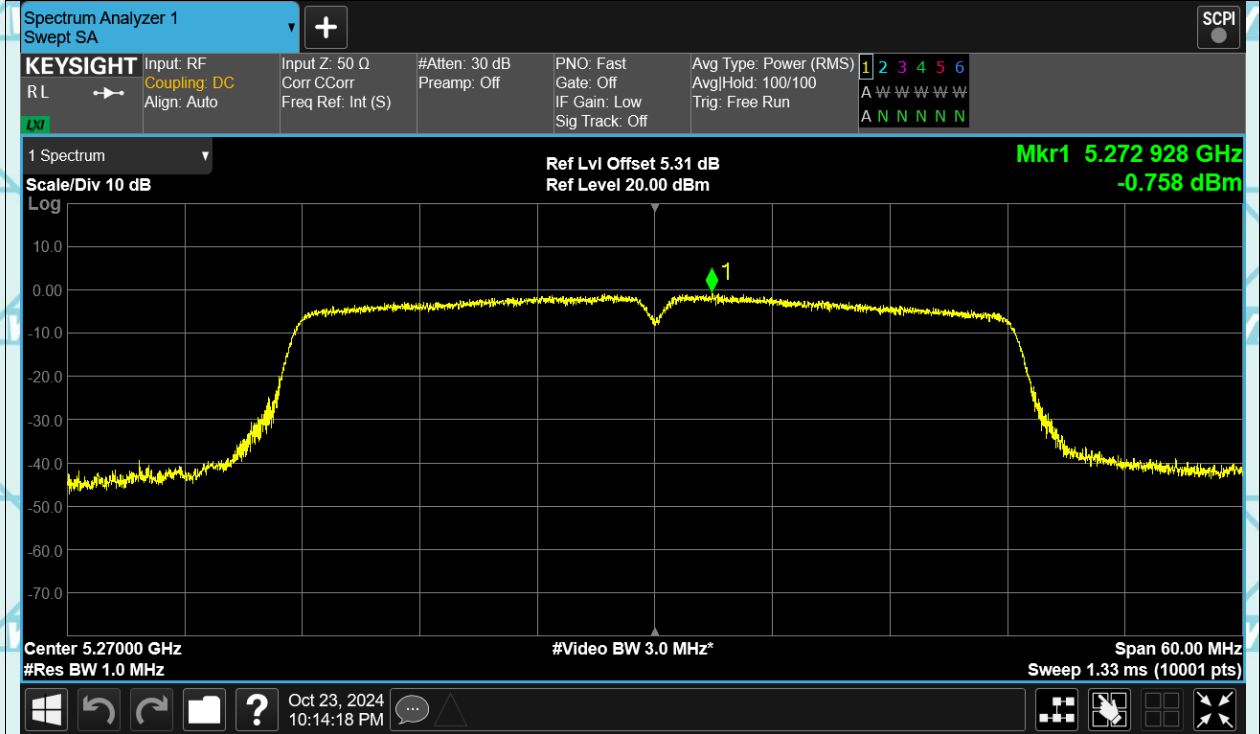 Spectrum Analyzer 1
Swept SA
SCPI
KEYSIGHT
R L
LXI
Input: RF
Coupling: DC
Align: Auto
Input Z: 50 Ω
Corr CCorr
Freq Ref: Int (S)
#Atten: 30 dB
Preamp: Off
PNO: Fast
Gate: Off
IF Gain: Low
Sig Track: Off
Avg Type: Power (RMS)
Avg|Hold: 100/100
Trig: Free Run
1 2 3 4 5 6
A W W W W W
A N N N N N
1 Spectrum
Scale/Div 10 dB
Log
Ref Lvl Offset 5.31 dB
Ref Level 20.00 dBm
Mkr1 5.272 928 GHz
-0.758 dBm
10.0
0.00
-10.0
-20.0
-30.0
-40.0
-50.0
-60.0
-70.0
1
Center 5.27000 GHz
#Res BW 1.0 MHz
#Video BW 3.0 MHz*
Span 60.00 MHz
Sweep 1.33 ms (10001 pts)
?
Oct 23, 2024
10:14:18 PM